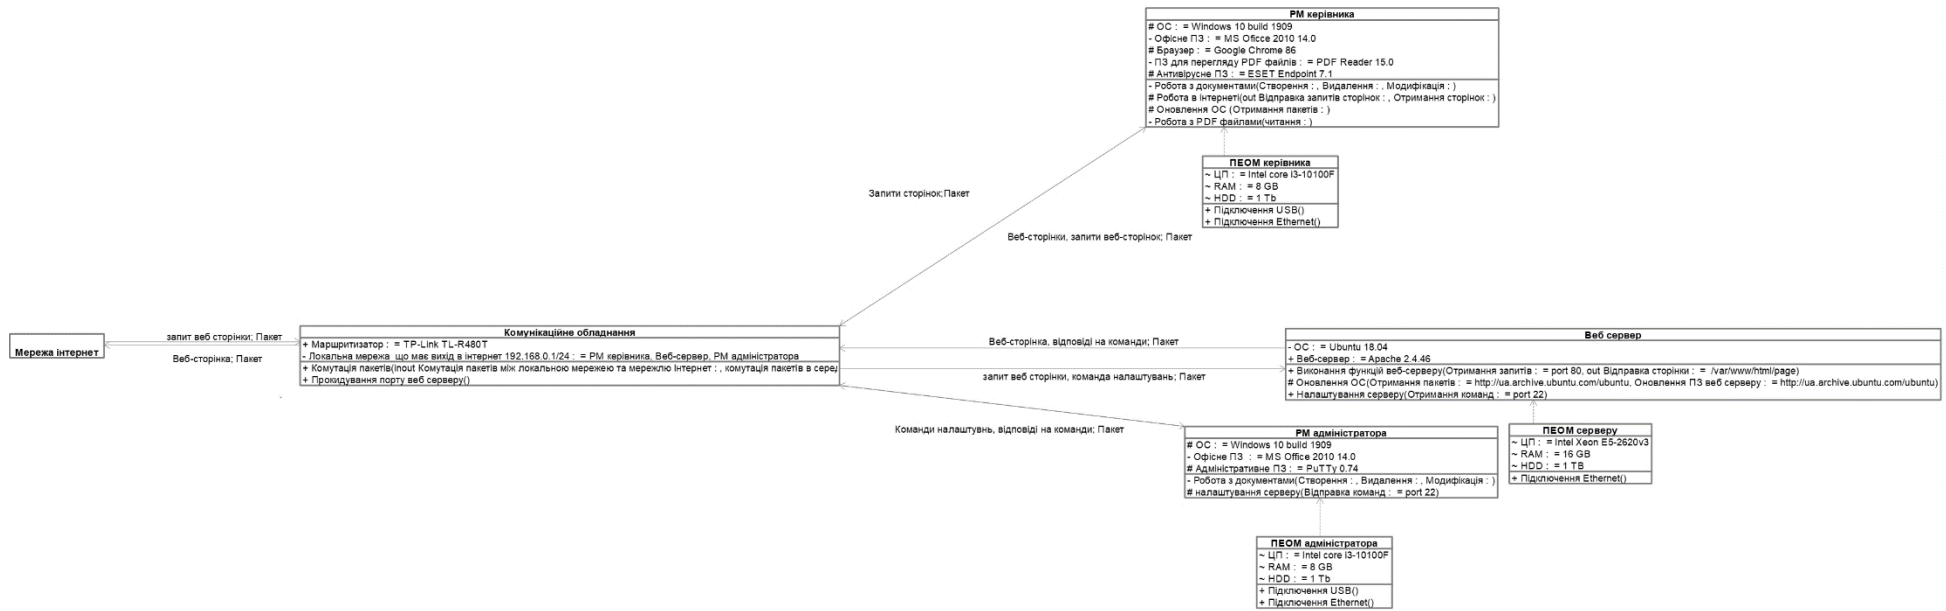 РМ керівника
# ОС : = Windows 10 build 1909
- Офісне ПЗ : = MS Oficce 2010 14.0
# Браузер : = Google Chrome 86
- ПЗ для перегляду PDF файлів : = PDF Reader 15.0
# Антивірусне ПЗ : = ESET Endpoint 7.1
- Робота з документами(Створення : , Видалення : , Модифікація : )
# Робота в інтернеті(out Відправка запитів сторінок : , Отримання сторінок : )
# Оновлення ОС (Отримання пакетів : )
- Робота з PDF файлами(читання : )
ПЕОМ керівника
~ ЦП : = Intel core i3-10100F
~ RAM : = 8 GB
~ HDD : = 1 Tb
+ Підключення USB()
+ Підключення Ethernet()
Запити сторінок;Пакет
Веб-сторінки, запити веб-сторінок; Пакет
Мережа інтернет
запит веб сторінки; Пакет
Веб-сторінка; Пакет
Комунікаційне обладнання
+ Маршритизатор : = TP-Link TL-R480T
- Локальна мережа що має вихід в інтернет 192.168.0.1/24 : = РМ керівника, Веб-сервер, РМ адміністратора
+ Комутація пакетів(inout Комутація пакетів між локальною мережею та мережлю Інтернет : , комутація пакетів в серед
+ Прокидування порту веб серверу()
Веб-сторінка, відповіді на команди; Пакет
запит веб сторінки, команда налаштувань; Пакет
Веб сервер
- ОС : = Ubuntu 18.04
+ Веб-сервер : = Apache 2.4.46
+ Виконання функцій веб-серверу(Отримання запитів : = port 80, out Відправка сторінки : = /var/www/html/page)
# Оновлення ОС(Отримання пакетів : = http://ua.archive.ubuntu.com/ubuntu, Оновлення ПЗ веб серверу : = http://ua.archive.ubuntu.com/ubuntu)
+ Налаштування серверу(Отримання команд : = port 22)
Команди налаштувнь, відповіді на команди; Пакет
РМ адміністратора
# ОС : = Windows 10 build 1909
- Офісне ПЗ : = MS Office 2010 14.0
# Адміністративне ПЗ : = PuTTy 0.74
- Робота з документами(Створення : , Видалення : , Модифікація : )
# налаштування серверу(Відправка команд : = port 22)
ПЕОМ серверу
~ ЦП : = Intel Xeon E5-2620v3
~ RAM : = 16 GB
~ HDD : = 1 TB
+ Підключення Ethernet()
ПЕОМ адміністратора
~ ЦП : = Intel core i3-10100F
~ RAM : = 8 GB
~ HDD : = 1 Tb
+ Підключення USB()
+ Підключення Ethernet()